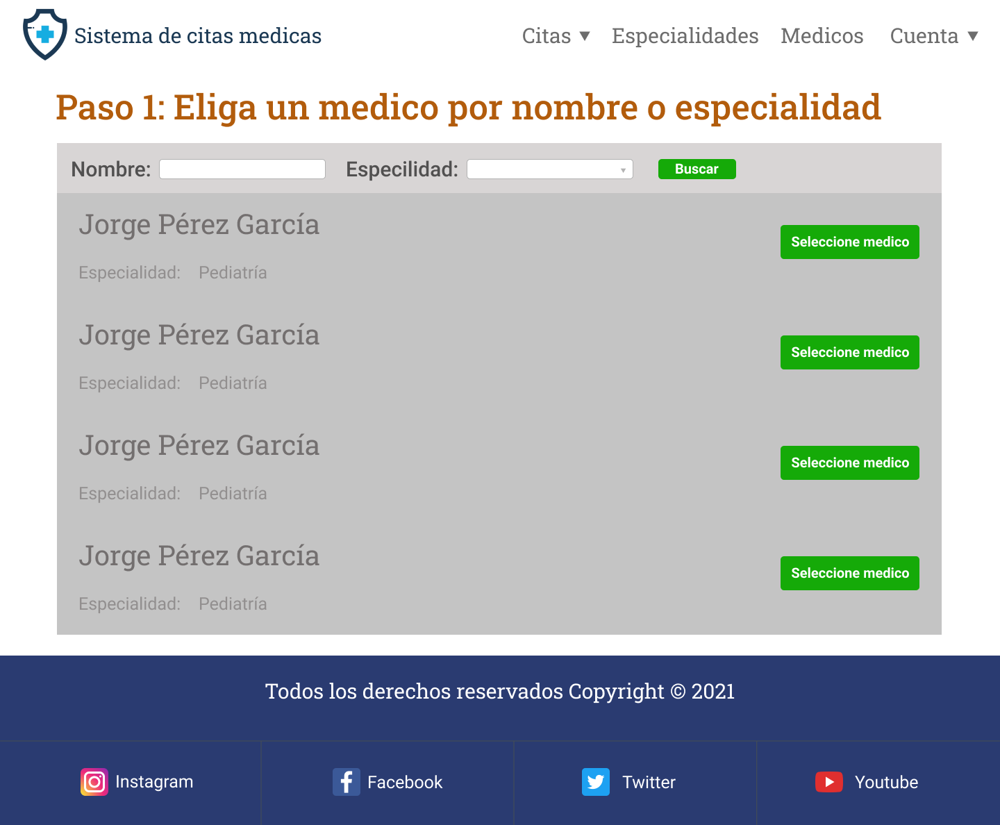 Sistema de citas medicas
Citas ▼ Especialidades Medicos Cuenta ▼
Paso 1: Eliga un medico por nombre o especialidad
Nombre: Especilidad: Buscar
Jorge Pérez García
Seleccione medico
Especialidad: Pediatría
Jorge Pérez García
Seleccione medico
Especialidad: Pediatría
Jorge Pérez García
Seleccione medico
Especialidad: Pediatría
Jorge Pérez García
Seleccione medico
Especialidad: Pediatría
Todos los derechos reservados Copyright © 2021
Instagram Facebook Twitter Youtube